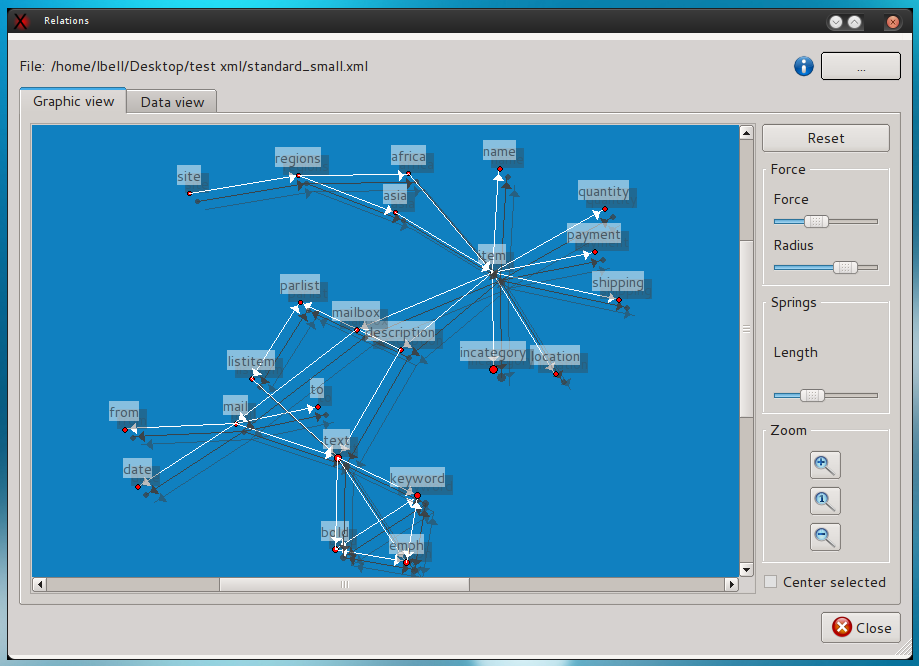 Relations
File: /home/lbell/Desktop/test xml/standard_small.xml
...
Graphic view
Data view
Reset
Force
Force
Radius
Springs
Length
Zoom
1
Center selected
Close
site
regions
africa
name
asia
quantity
payment
item
shipping
parlist
mailbox
description
incategory
location
listitem
to
mail
from
text
date
keyword
bold
emph